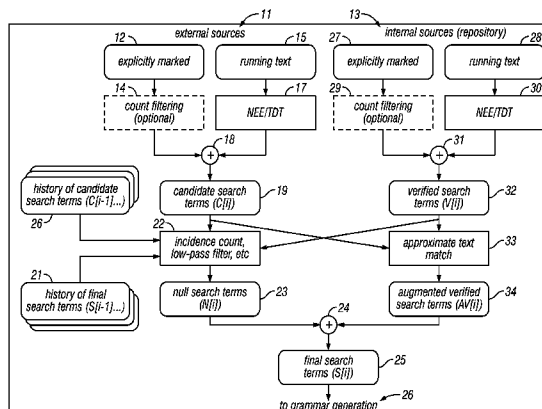 11
13
external sources
internal sources (repository)
12
15
27
28
explicitly marked
running text
explicitly marked
running text
14
17
29
30
count filtering
(optional)
NEE/TDT
count filtering
(optional)
NEE/TDT
+
18
+
31
history of candidate
search terms (C[i-1]...)
26
candidate search
terms (C[i])
19
verified search
terms (V[i])
32
22
incidence count,
low-pass filter, etc
approximate text
match
33
21
history of final
search terms (S[i-1]...)
null search terms
(N[i])
23
augmented verified
search terms (AV[i])
34
24
+
final search
terms (S[i])
25
to grammar generation
26